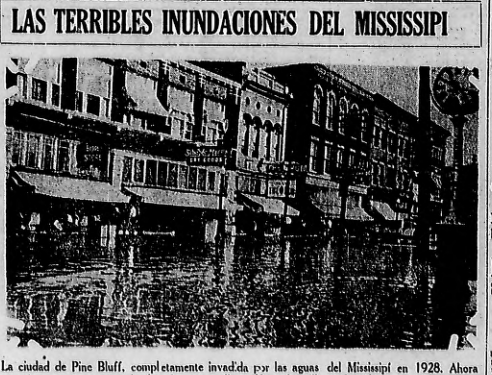 LAS TERRIBLES INUNDACIONES DEL MISSISSIPI
La ciudad de Pine Bluff, completamente invadida por las aguas del Mississipí en 1928. Ahora